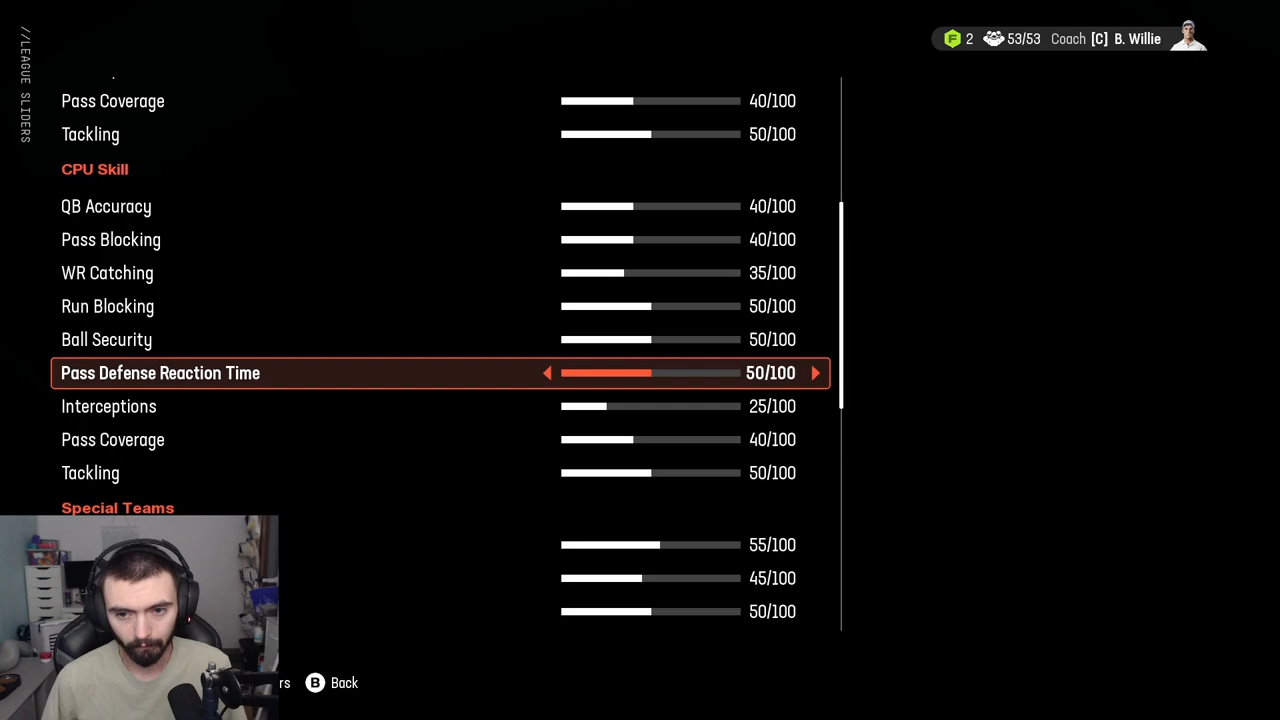 //LEAGUE SLIDERS
2 53/53 Coach [C] B. Willie
Pass Coverage 40/100
Tackling 50/100
CPU Skill
QB Accuracy 40/100
Pass Blocking 40/100
WR Catching 35/100
Run Blocking 50/100
Ball Security 50/100
Pass Defense Reaction Time 50/100
Interceptions 25/100
Pass Coverage 40/100
Tackling 50/100
Special Teams
55/100
45/100
50/100
rs B Back